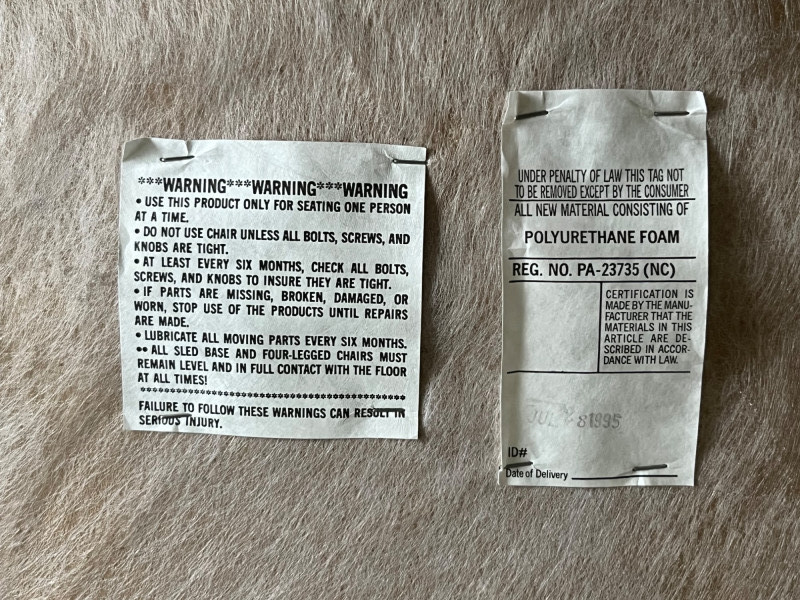 ***WARNING***WARNING***WARNING
• USE THIS PRODUCT ONLY FOR SEATING ONE PERSON
AT A TIME.
• DO NOT USE CHAIR UNLESS ALL BOLTS, SCREWS, AND
KNOBS ARE TIGHT.
• AT LEAST EVERY SIX MONTHS, CHECK ALL BOLTS,
SCREWS, AND KNOBS TO INSURE THEY ARE TIGHT.
• IF PARTS ARE MISSING, BROKEN, DAMAGED, OR
WORN, STOP USE OF THE PRODUCTS UNTIL REPAIRS
ARE MADE.
• LUBRICATE ALL MOVING PARTS EVERY SIX MONTHS.
•• ALL SLED BASE AND FOUR-LEGGED CHAIRS MUST
REMAIN LEVEL AND IN FULL CONTACT WITH THE FLOOR
AT ALL TIMES!
FAILURE TO FOLLOW THESE WARNINGS CAN RESULT IN
SERIOUS INJURY.
UNDER PENALTY OF LAW THIS TAG NOT
TO BE REMOVED EXCEPT BY THE CONSUMER
ALL NEW MATERIAL CONSISTING OF
POLYURETHANE FOAM
REG. NO. PA-23735 (NC)
CERTIFICATION IS
MADE BY THE MANU-
FACTURER THAT THE
MATERIALS IN THIS
ARTICLE ARE DE-
SCRIBED IN ACCOR-
DANCE WITH LAW.
JUL 28 1995
ID#
Date of Delivery